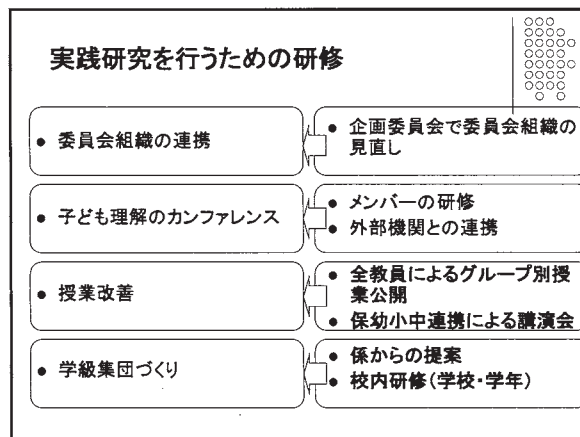 実践研究を行うための研修
● 委員会組織の連携
● 企画委員会で委員会組織の
見直し
● 子ども理解のカンファレンス
● メンバーの研修
● 外部機関との連携
● 授業改善
● 全教員によるグループ別授
業公開
● 保幼小中連携による講演会
● 学級集団づくり
● 係からの提案
● 校内研修(学校・学年)